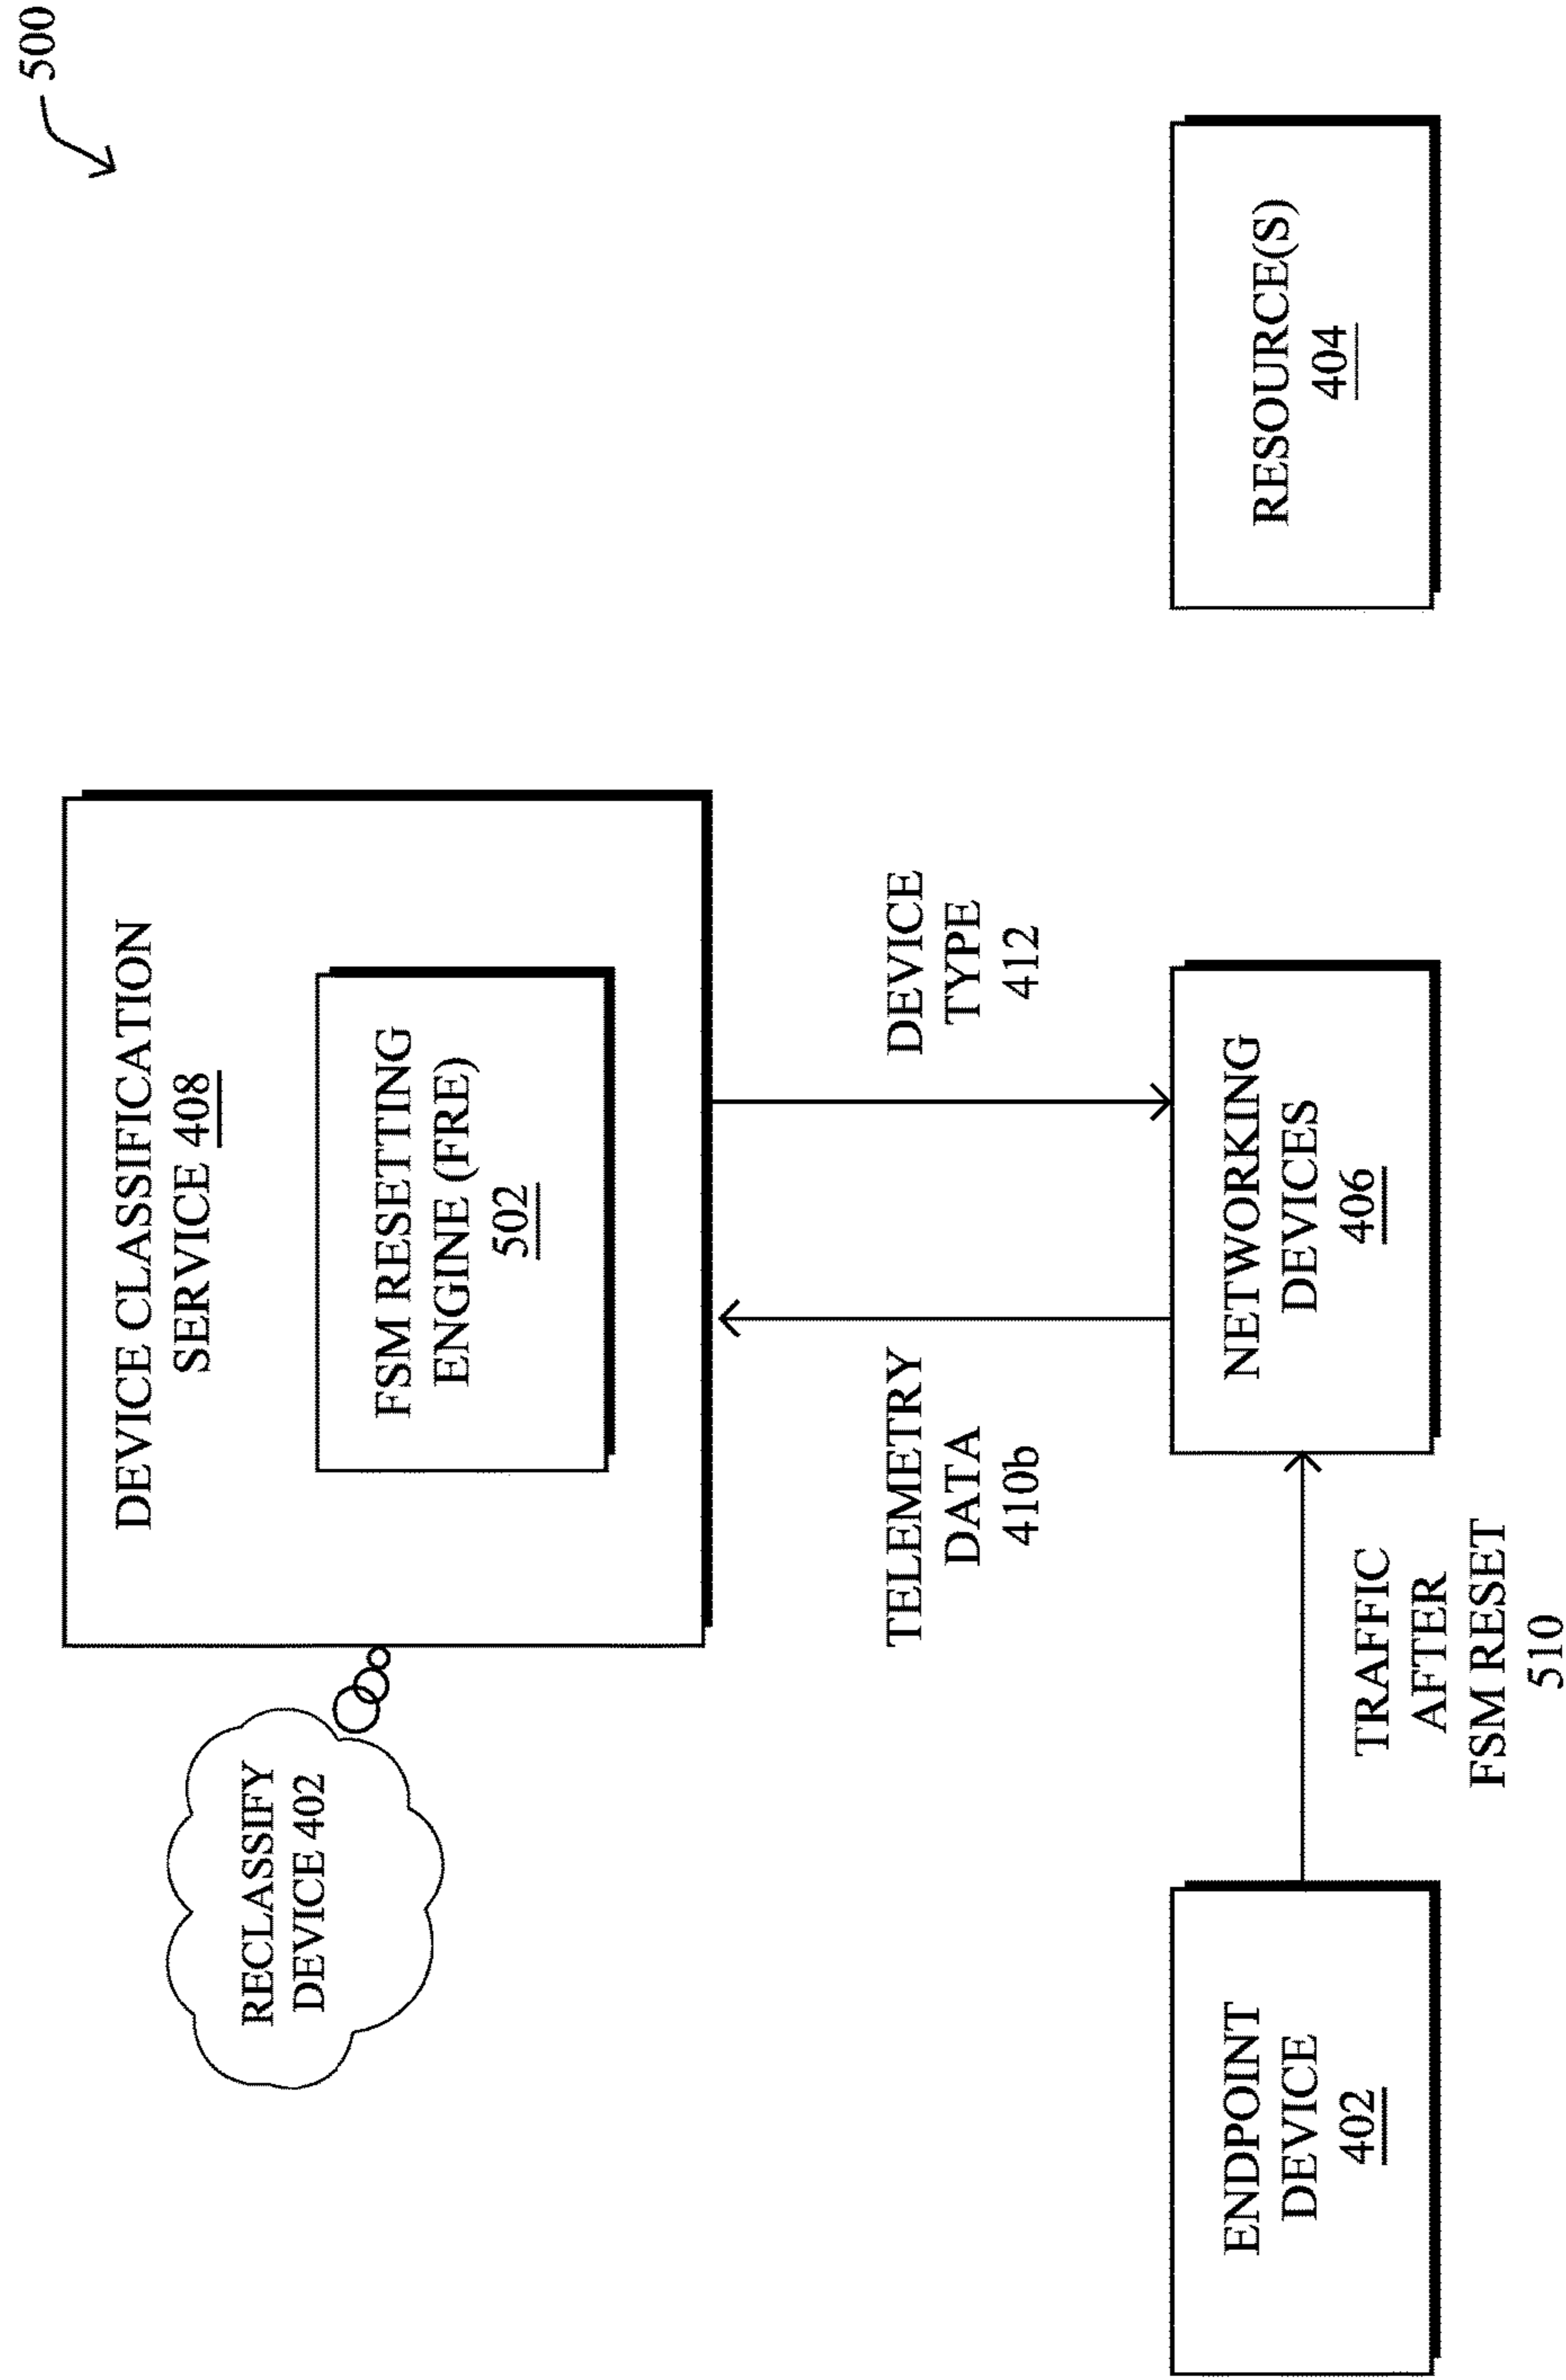 500
DEVICE CLASSIFICATION
SERVICE 408
FSM RESETTING
ENGINE (FRE)
502
RECLASSIFY
DEVICE 402
TELEMETRY
DATA
410b
DEVICE
TYPE
412
ENDPOINT
DEVICE
402
TRAFFIC
AFTER
FSM RESET
510
NETWORKING
DEVICES
406
RESOURCE(S)
404